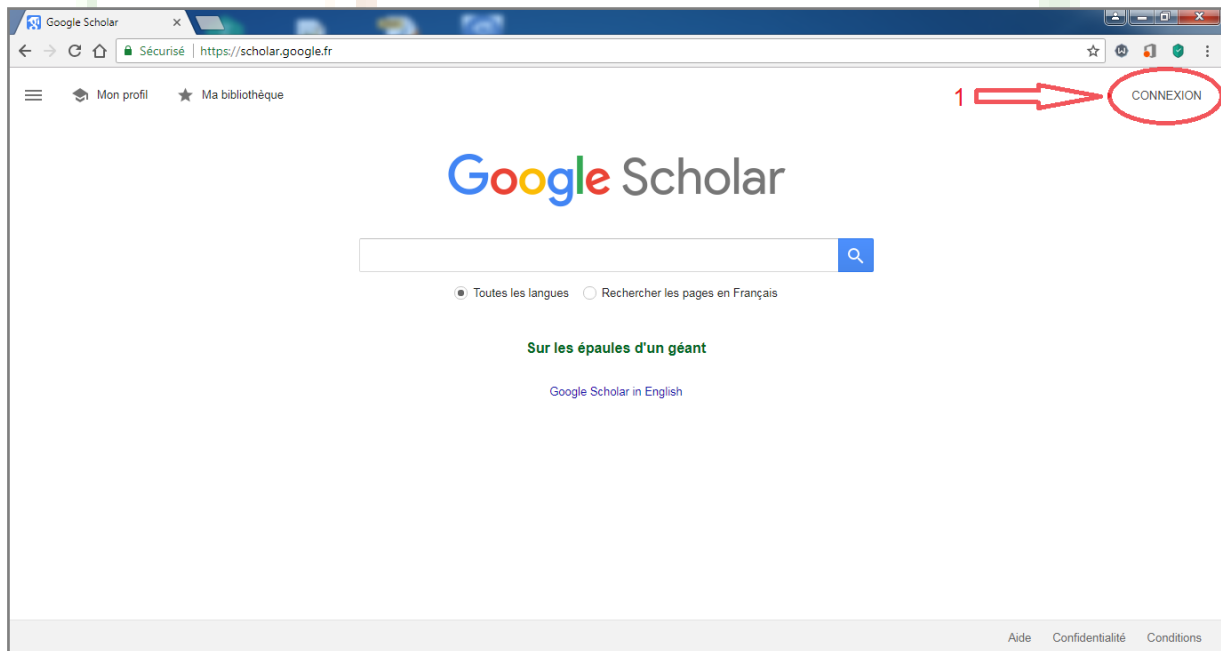 Google Scholar
Sécurisé | https://scholar.google.fr
Mon profil Ma bibliothèque 1 CONNEXION
Google Scholar
Toutes les langues Rechercher les pages en Français
Sur les épaules d'un géant
Google Scholar in English
Aide Confidentialité Conditions